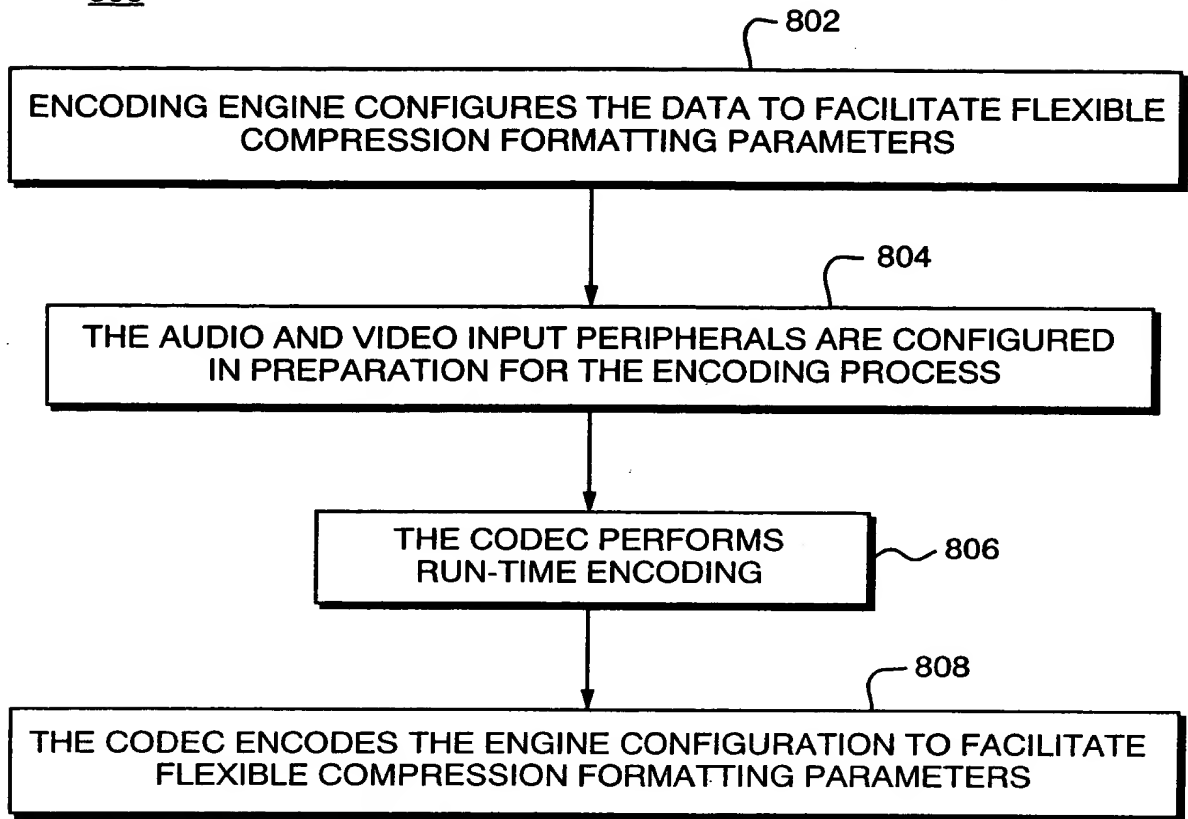 802
ENCODING ENGINE CONFIGURES THE DATA TO FACILITATE FLEXIBLE
COMPRESSION FORMATTING PARAMETERS
804
THE AUDIO AND VIDEO INPUT PERIPHERALS ARE CONFIGURED
IN PREPARATION FOR THE ENCODING PROCESS
THE CODEC PERFORMS
RUN-TIME ENCODING
806
808
THE CODEC ENCODES THE ENGINE CONFIGURATION TO FACILITATE
FLEXIBLE COMPRESSION FORMATTING PARAMETERS